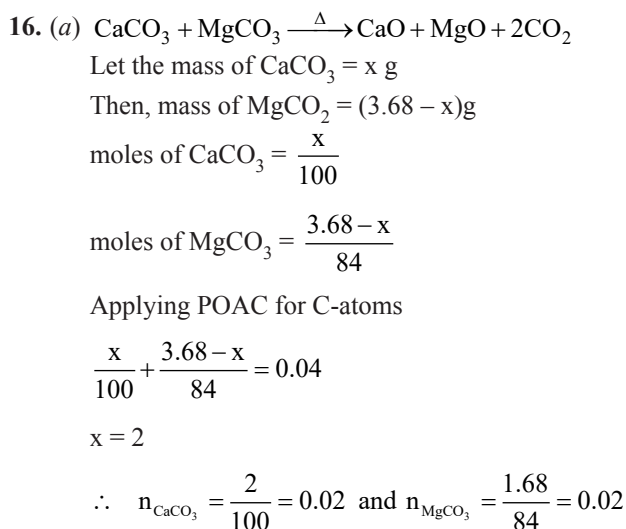 16. (a) CaCO₃ + MgCO₃ —Δ→ CaO + MgO + 2CO₂
Let the mass of CaCO₃ = x g
Then, mass of MgCO₂ = (3.68 – x)g
moles of CaCO₃ = x/100
moles of MgCO₃ = (3.68 – x)/84
Applying POAC for C-atoms
x/100 + (3.68 – x)/84 = 0.04
x = 2
∴ n_CaCO₃ = 2/100 = 0.02 and n_MgCO₃ = 1.68/84 = 0.02